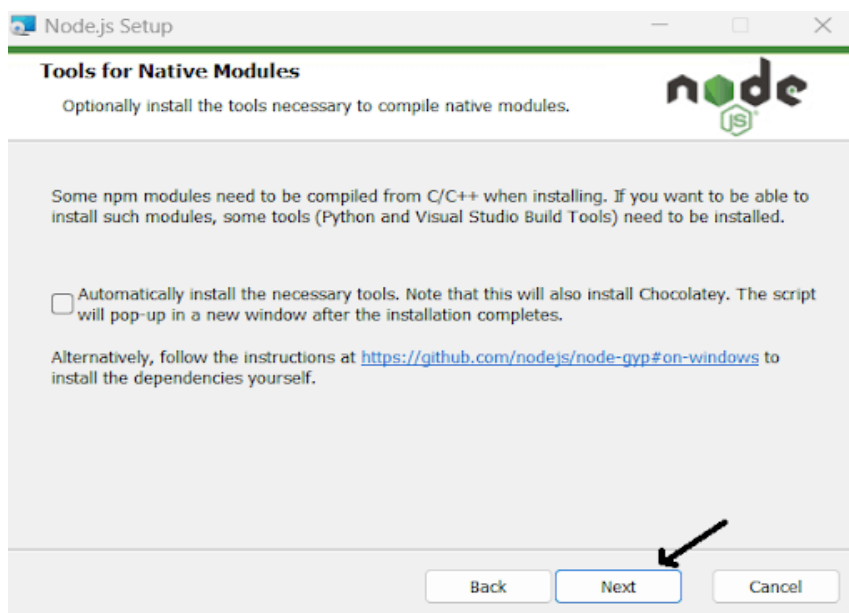 Node.js Setup
Tools for Native Modules
Optionally install the tools necessary to compile native modules.
node
JS
Some npm modules need to be compiled from C/C++ when installing. If you want to be able to
install such modules, some tools (Python and Visual Studio Build Tools) need to be installed.
Automatically install the necessary tools. Note that this will also install Chocolatey. The script
will pop-up in a new window after the installation completes.
Alternatively, follow the instructions at https://github.com/nodejs/node-gyp#on-windows to
install the dependencies yourself.
Back Next Cancel